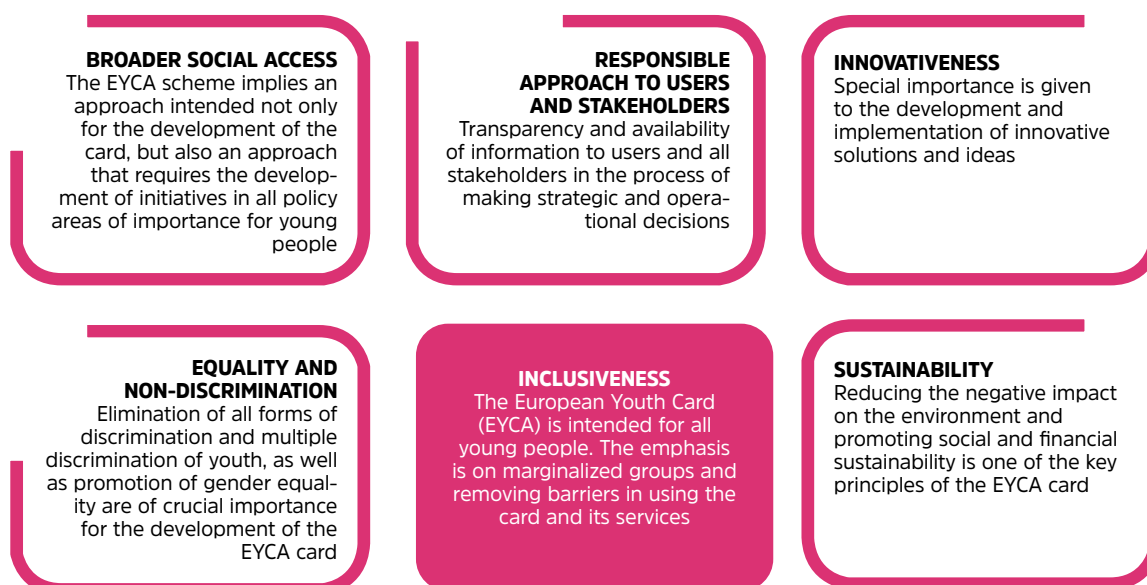 BROADER SOCIAL ACCESS
The EYCA scheme implies an
approach intended not only
for the development of the
card, but also an approach
that requires the develop-
ment of initiatives in all policy
areas of importance for young
people
RESPONSIBLE
APPROACH TO USERS
AND STAKEHOLDERS
Transparency and availability
of information to users and all
stakeholders in the process of
making strategic and opera-
tional decisions
INNOVATIVENESS
Special importance is given
to the development and
implementation of innovative
solutions and ideas
EQUALITY AND
NON-DISCRIMINATION
Elimination of all forms of
discrimination and multiple
discrimination of youth, as well
as promotion of gender equal-
ity are of crucial importance
for the development of the
EYCA card
INCLUSIVENESS
The European Youth Card
(EYCA) is intended for all
young people. The emphasis
is on marginalized groups and
removing barriers in using the
card and its services
SUSTAINABILITY
Reducing the negative impact
on the environment and
promoting social and financial
sustainability is one of the key
principles of the EYCA card